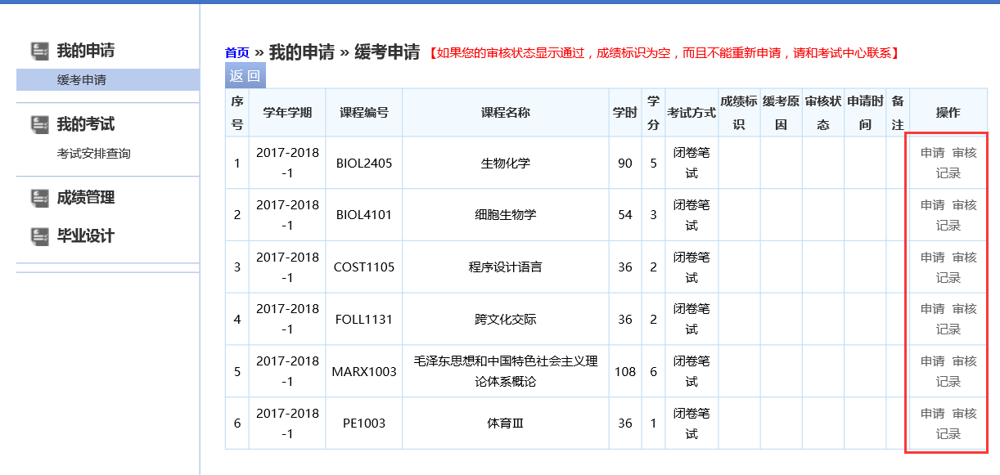 我的申请
缓考申请
我的考试
考试安排查询
成绩管理
毕业设计
首页 » 我的申请 » 缓考申请 【如果您的审核状态显示通过，成绩标识为空，而且不能重新申请，请和考试中心联系】
返 回
序号 学年学期 课程编号 课程名称 学时 学分 考试方式 成绩标识 缓考原因 审核状态 申请时间 备注 操作
1 2017-2018-1 BIOL2405 生物化学 90 5 闭卷笔试 申请 审核记录
2 2017-2018-1 BIOL4101 细胞生物学 54 3 闭卷笔试 申请 审核记录
3 2017-2018-1 COST1105 程序设计语言 36 2 闭卷笔试 申请 审核记录
4 2017-2018-1 FOLL1131 跨文化交际 36 2 闭卷笔试 申请 审核记录
5 2017-2018-1 MARX1003 毛泽东思想和中国特色社会主义理论体系概论 108 6 闭卷笔试 申请 审核记录
6 2017-2018-1 PE1003 体育Ⅲ 36 1 闭卷笔试 申请 审核记录